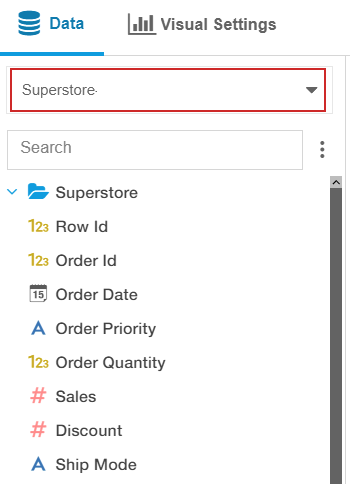 Data Visual Settings
Superstore
Search
Superstore
123 Row Id
123 Order Id
15 Order Date
A Order Priority
123 Order Quantity
# Sales
# Discount
A Ship Mode